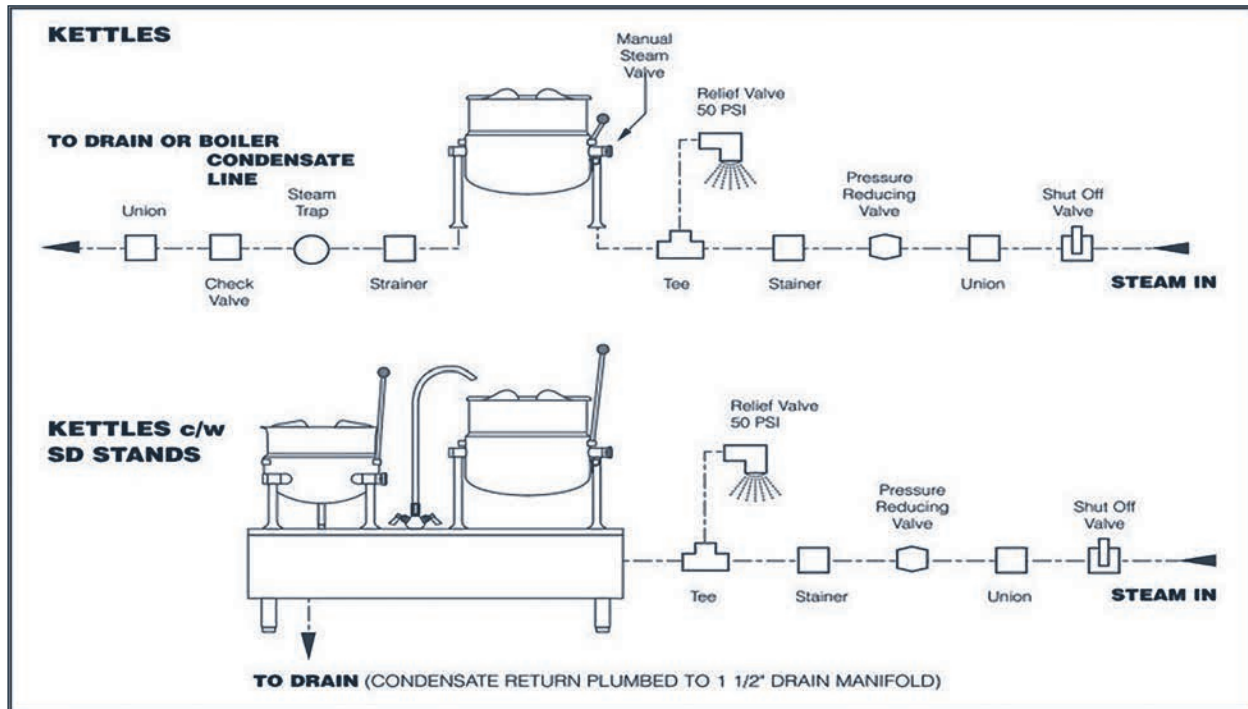 KETTLES
Manual
Steam
Valve
Relief Valve
50 PSI
TO DRAIN OR BOILER
CONDENSATE
LINE
Union
Check
Valve
Steam
Trap
Strainer
Tee
Stainer
Pressure
Reducing
Valve
Union
Shut Off
Valve
STEAM IN
KETTLES c/w
SD STANDS
Relief Valve
50 PSI
Tee
Stainer
Pressure
Reducing
Valve
Union
Shut Off
Valve
STEAM IN
TO DRAIN (CONDENSATE RETURN PLUMBED TO 1 1/2" DRAIN MANIFOLD)